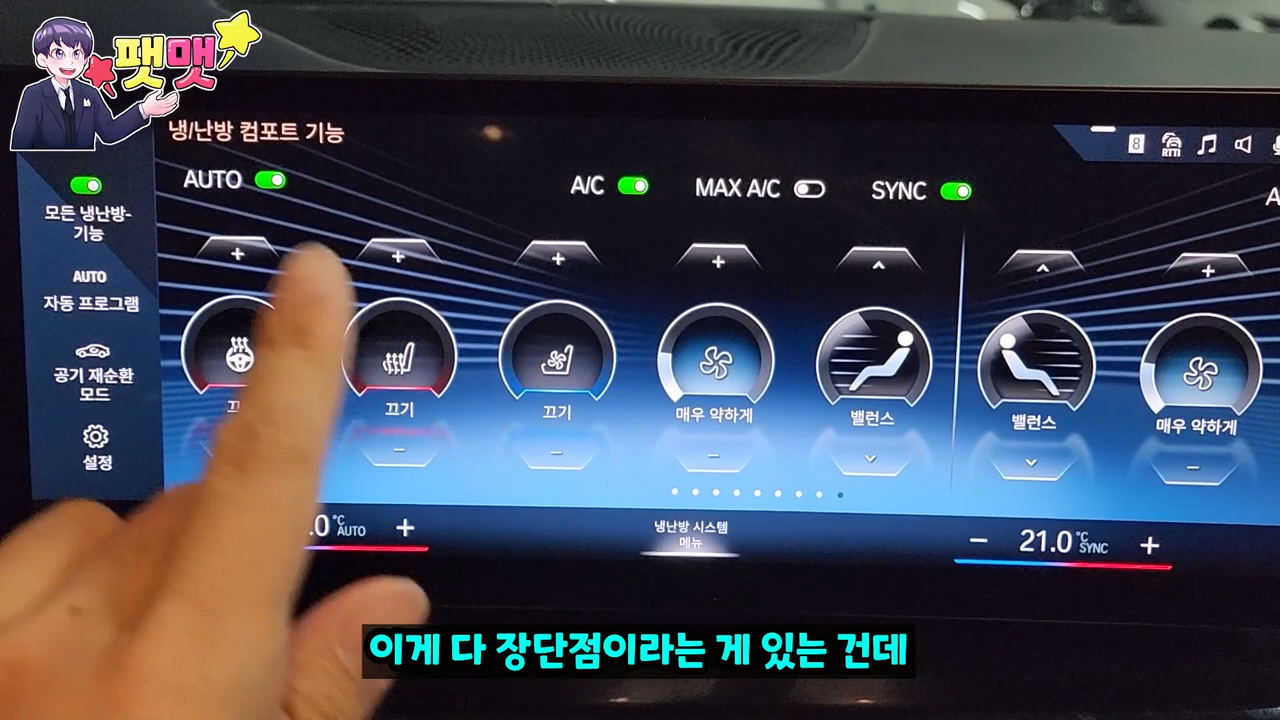 팻맷
냉/난방 컴포트 기능
8
RTTI
AUTO
A/C
MAX A/C
SYNC
A
모든 냉난방-
기능
AUTO
자동 프로그램
공기 재순환
모드
설정
+
+
+
+
+
끄기
끄기
매우 약하게
밸런스
밸런스
매우 약하게
−
−
−
−
.0 °C AUTO +
냉난방 시스템
메뉴
− 21.0 °C SYNC +
이게 다 장단점이라는 게 있는 건데